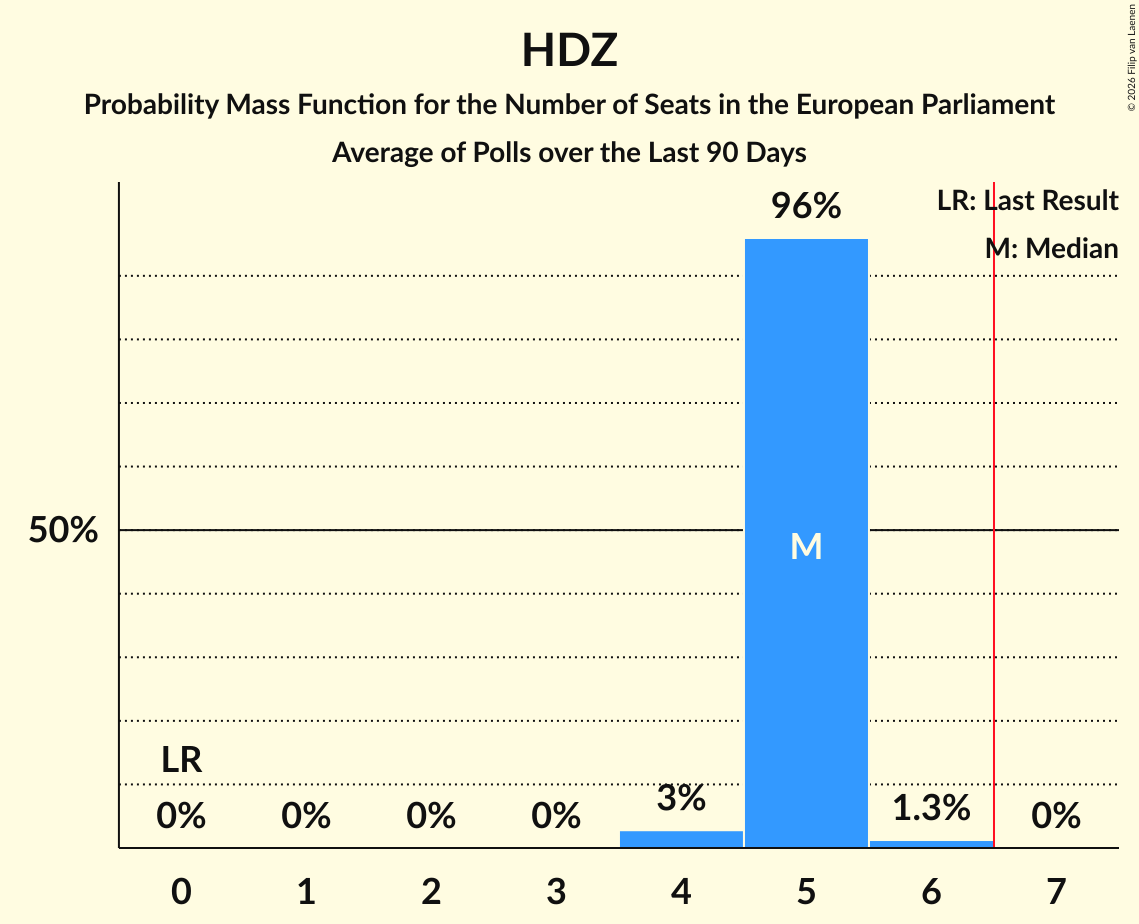 HDZ
Probability Mass Function for the Number of Seats in the European Parliament
Average of Polls over the Last 90 Days
© 2026 Filip van Laenen
LR: Last Result
M: Median
96%
50%
M
LR
0%
0%
0%
0%
3%
1.3%
0%
0
1
2
3
4
5
6
7